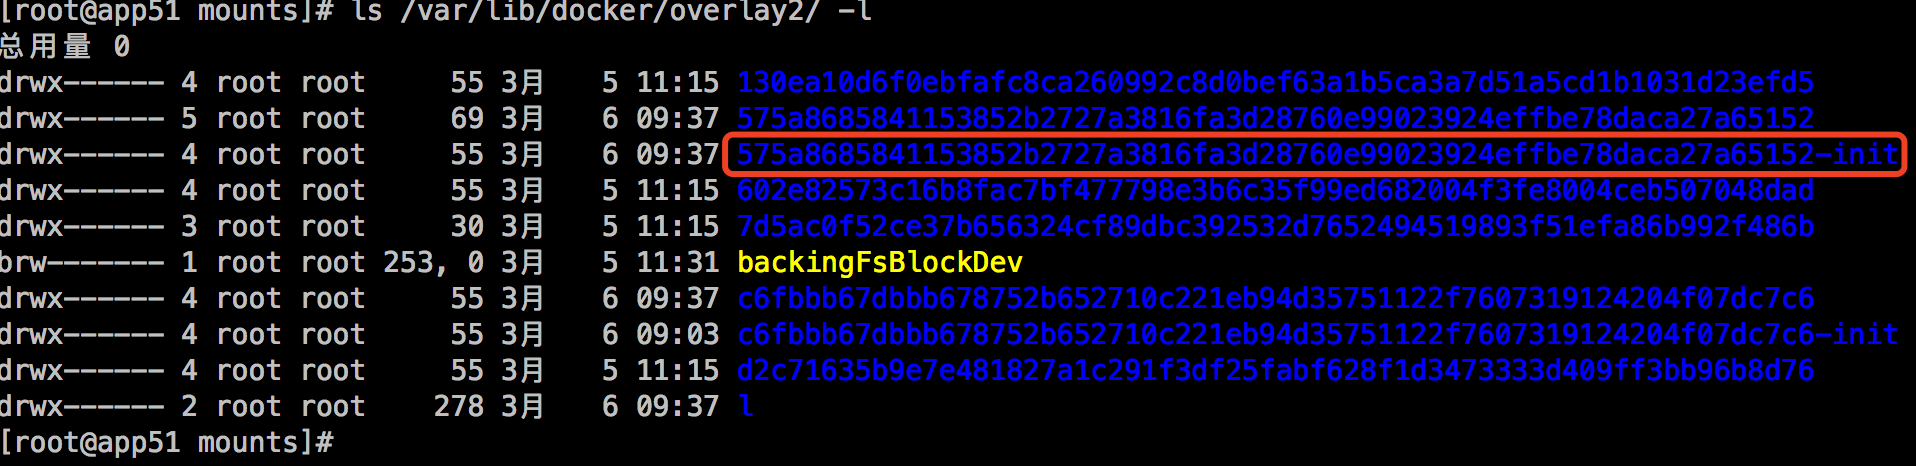 [root@app51 mounts]# ls /var/lib/docker/overlay2/ -l
总用量 0
drwx------ 4 root root     55 3月   5 11:15 130ea10d6f0ebfafc8ca260992c8d0bef63a1b5ca3a7d51a5cd1b1031d23efd5
drwx------ 5 root root     69 3月   6 09:37 575a8685841153852b2727a3816fa3d28760e99023924effbe78daca27a65152
drwx------ 4 root root     55 3月   6 09:37 575a8685841153852b2727a3816fa3d28760e99023924effbe78daca27a65152-init
drwx------ 4 root root     55 3月   5 11:15 602e82573c16b8fac7bf477798e3b6c35f99ed682004f3fe8004ceb507048dad
drwx------ 3 root root     30 3月   5 11:15 7d5ac0f52ce37b656324cf89dbc392532d7652494519893f51efa86b992f486b
brw------- 1 root root 253, 0 3月   5 11:31 backingFsBlockDev
drwx------ 4 root root     55 3月   6 09:37 c6fbbb67dbbb678752b652710c221eb94d35751122f7607319124204f07dc7c6
drwx------ 4 root root     55 3月   6 09:03 c6fbbb67dbbb678752b652710c221eb94d35751122f7607319124204f07dc7c6-init
drwx------ 4 root root     55 3月   5 11:15 d2c71635b9e7e481827a1c291f3df25fabf628f1d3473333d409ff3bb96b8d76
drwx------ 2 root root    278 3月   6 09:37 l
[root@app51 mounts]#